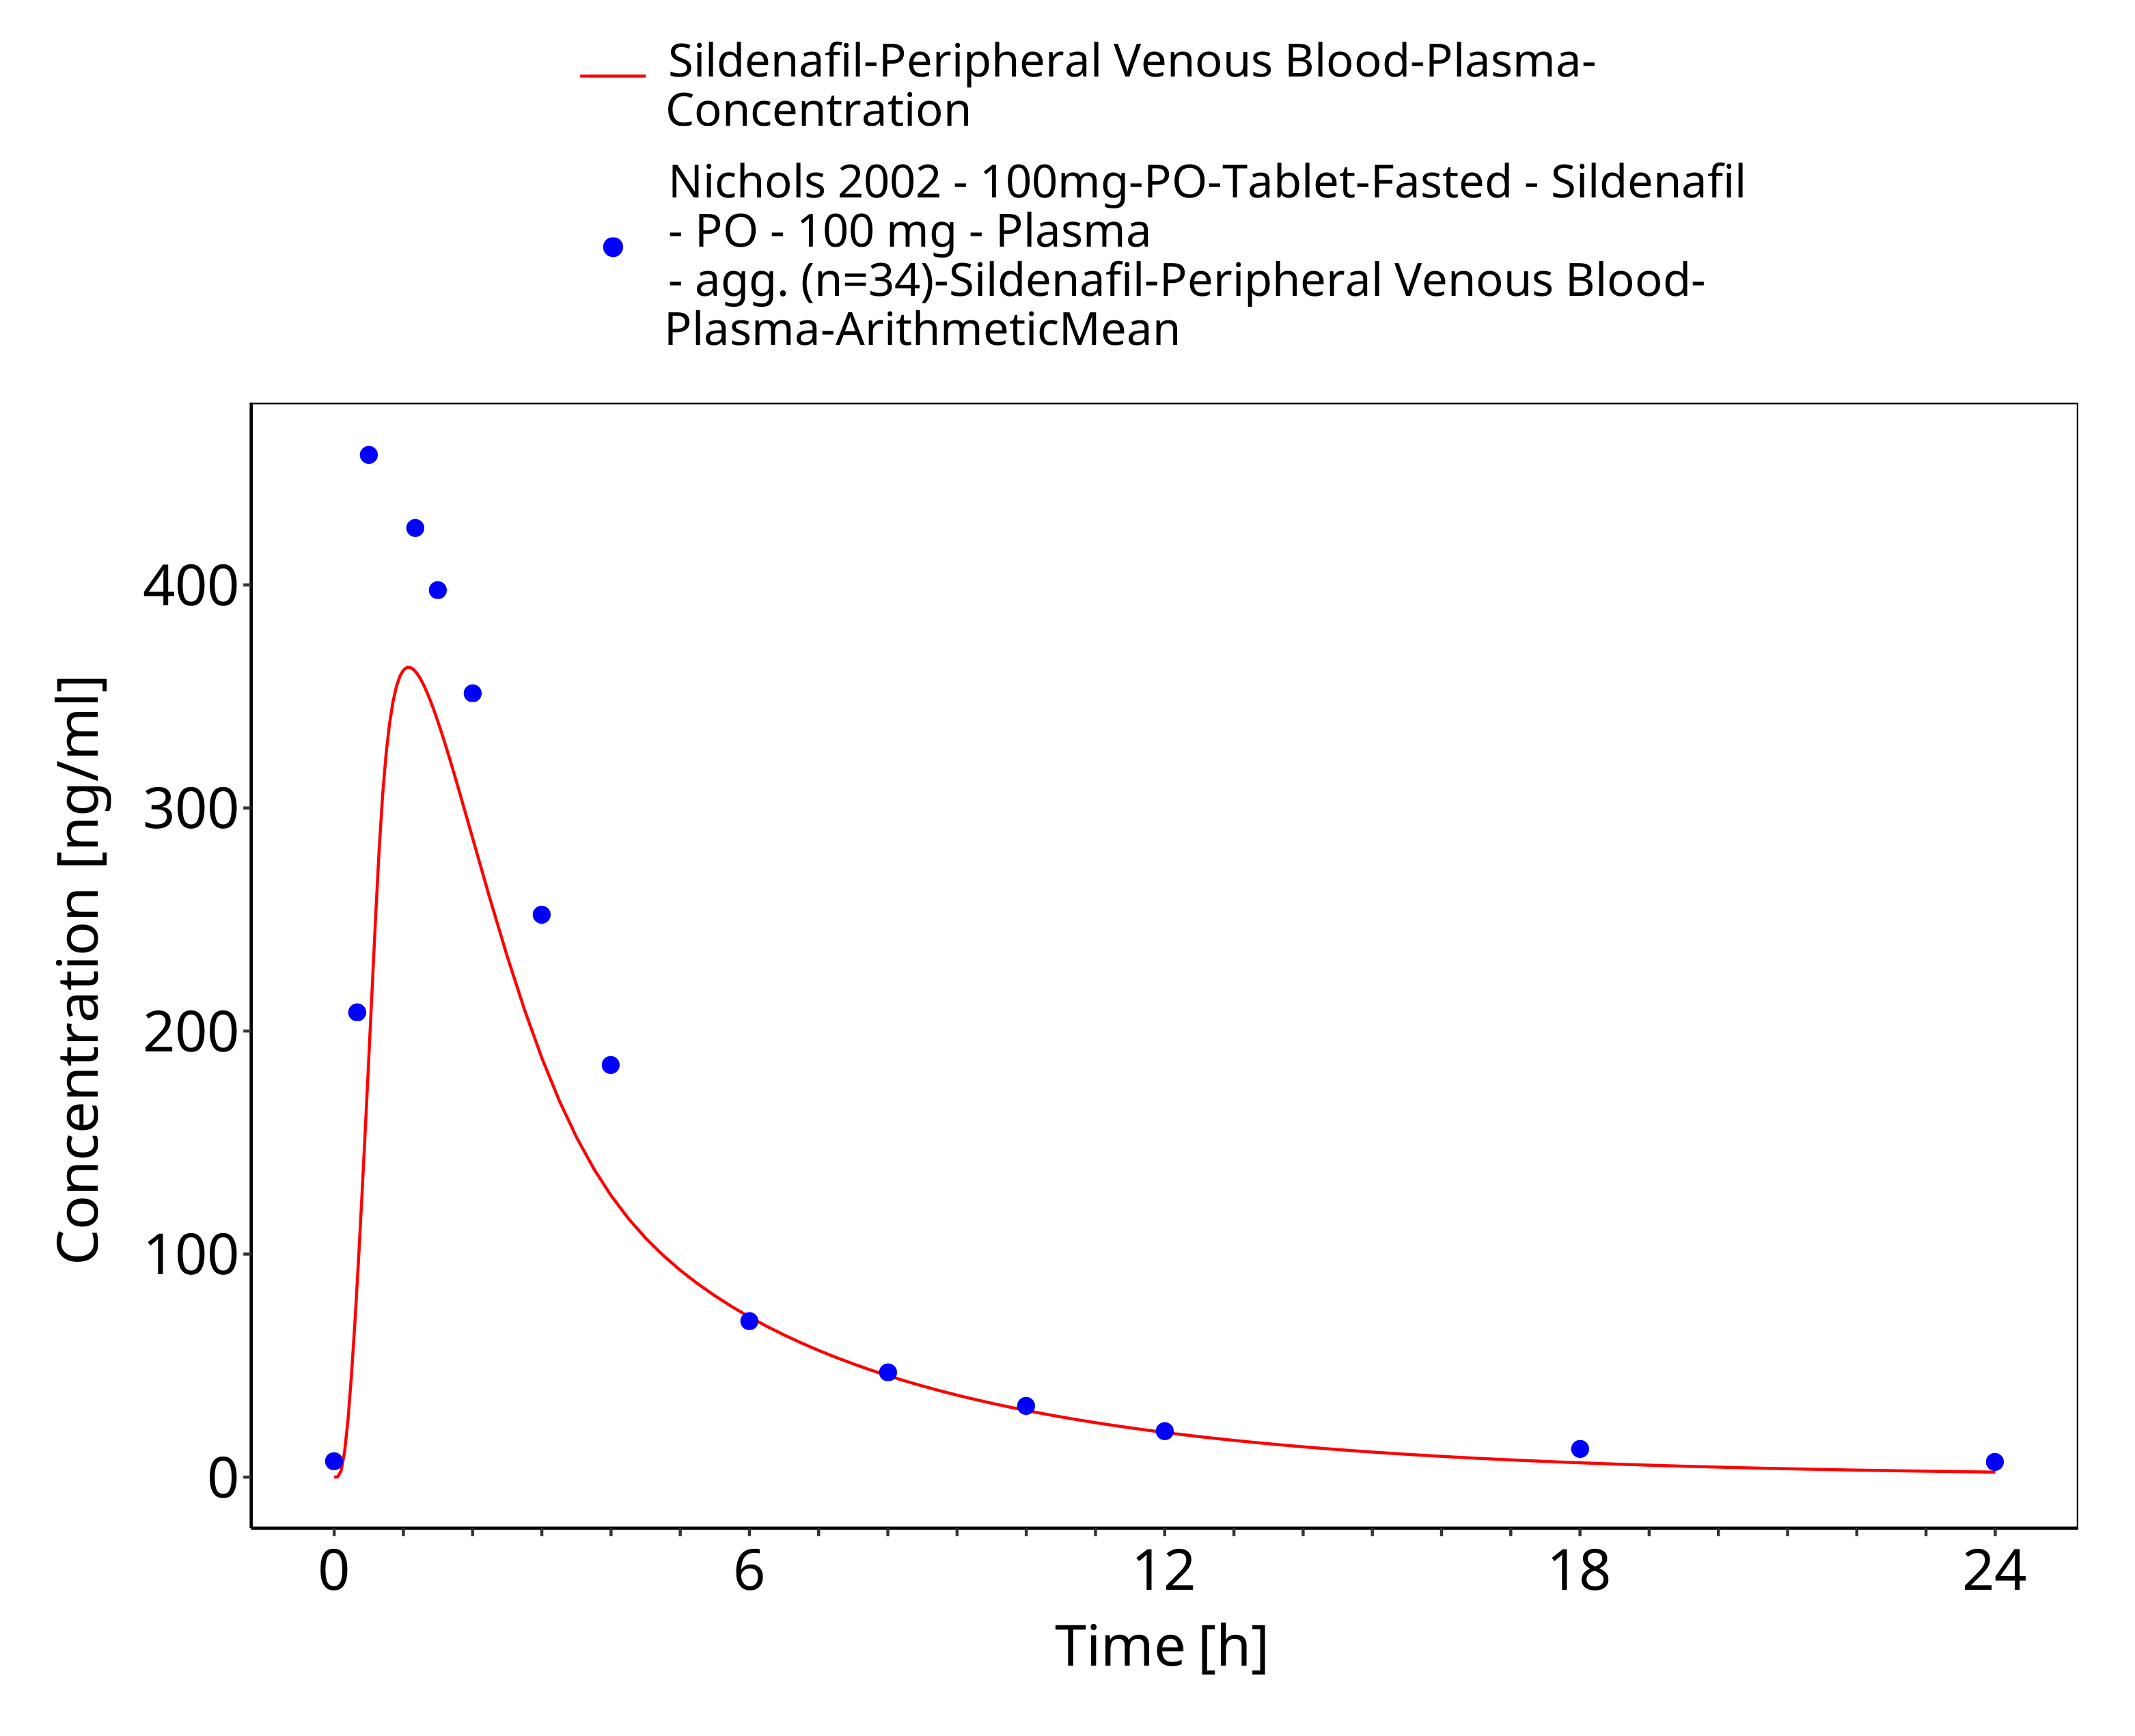 Sildenafil-Peripheral Venous Blood-Plasma-
Concentration
Nichols 2002 - 100mg-PO-Tablet-Fasted - Sildenafil
- PO - 100 mg - Plasma
- agg. (n=34)-Sildenafil-Peripheral Venous Blood-
Plasma-ArithmeticMean
Concentration [ng/ml]
400
300
200
100
0
0 6 12 18 24
Time [h]